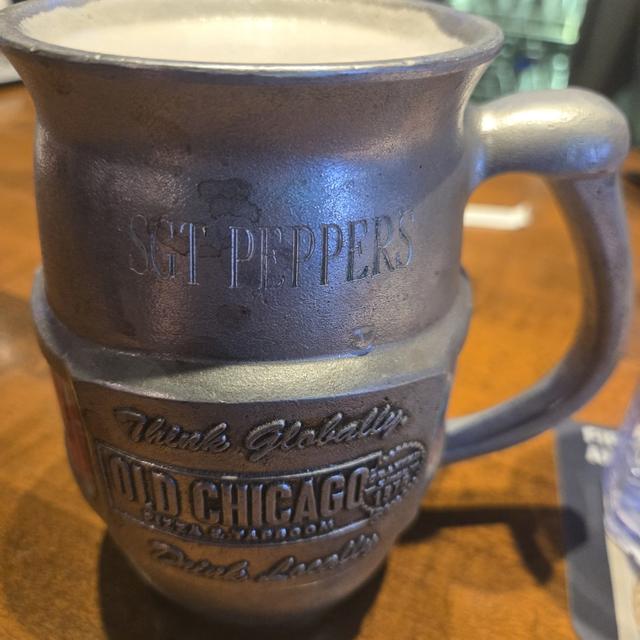 SGT PEPPERS
Think Globally
OLD CHICAGO
PIZZA & TAPROOM
Drink Locally